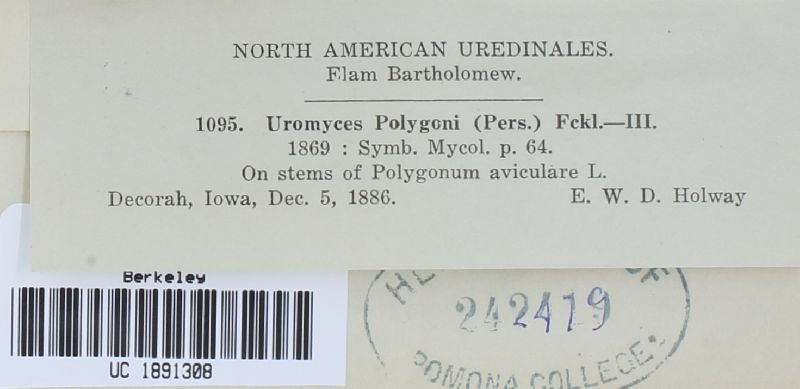 NORTH AMERICAN UREDINALES.
Elam Bartholomew.
1095. Uromyces Polygoni (Pers.) Fckl.—III.
1869 : Symb. Mycol. p. 64.
On stems of Polygonum aviculare L.
Decorah, Iowa, Dec. 5, 1886. E. W. D. Holway
Berkeley
UC 1891308
242419
POMONA COLLEGE